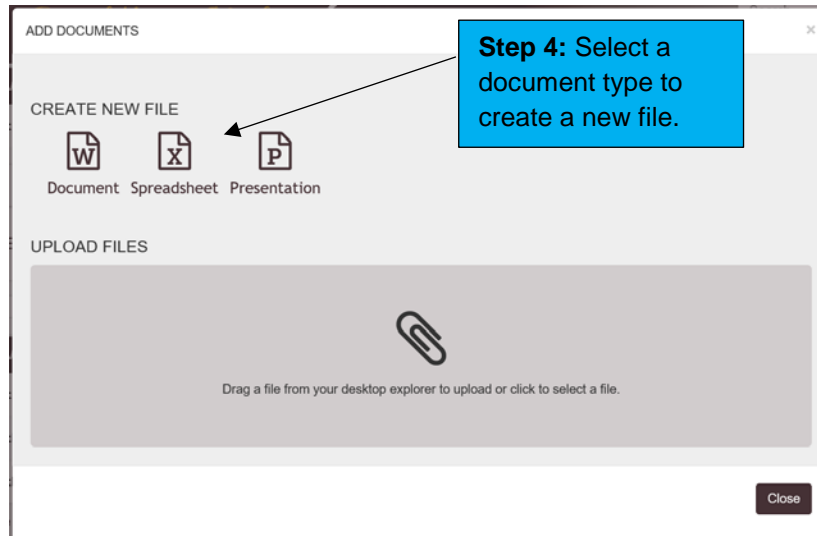 ADD DOCUMENTS
×
Step 4: Select a
document type to
create a new file.
CREATE NEW FILE
W X P
Document Spreadsheet Presentation
UPLOAD FILES
Drag a file from your desktop explorer to upload or click to select a file.
Close